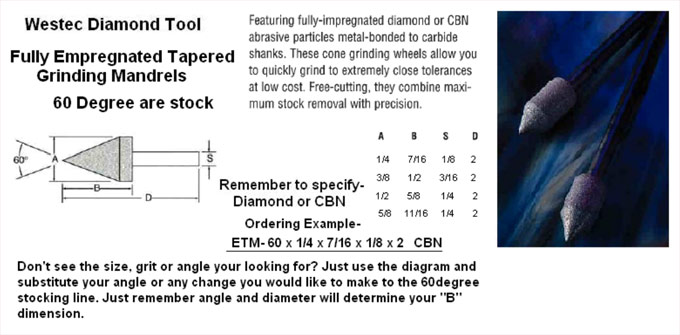 Westec Diamond Tool
Fully Empregnated Tapered
Grinding Mandrels
60 Degree are stock
Featuring fully-impregnated diamond or CBN
abrasive particles metal-bonded to carbide
shanks. These cone grinding wheels allow you
to quickly grind to extremely close tolerances
at low cost. Free-cutting, they combine maxi-
mum stock removal with precision.
60° A B D S
A B S D
1/4 7/16 1/8 2
3/8 1/2 3/16 2
1/2 5/8 1/4 2
5/8 11/16 1/4 2
Remember to specify-
Diamond or CBN
Ordering Example-
ETM-60 x 1/4 x 7/16 x 1/8 x 2 CBN
Don't see the size, grit or angle your looking for? Just use the diagram and
substitute your angle or any change you would like to make to the 60degree
stocking line. Just remember angle and diameter will determine your "B"
dimension.